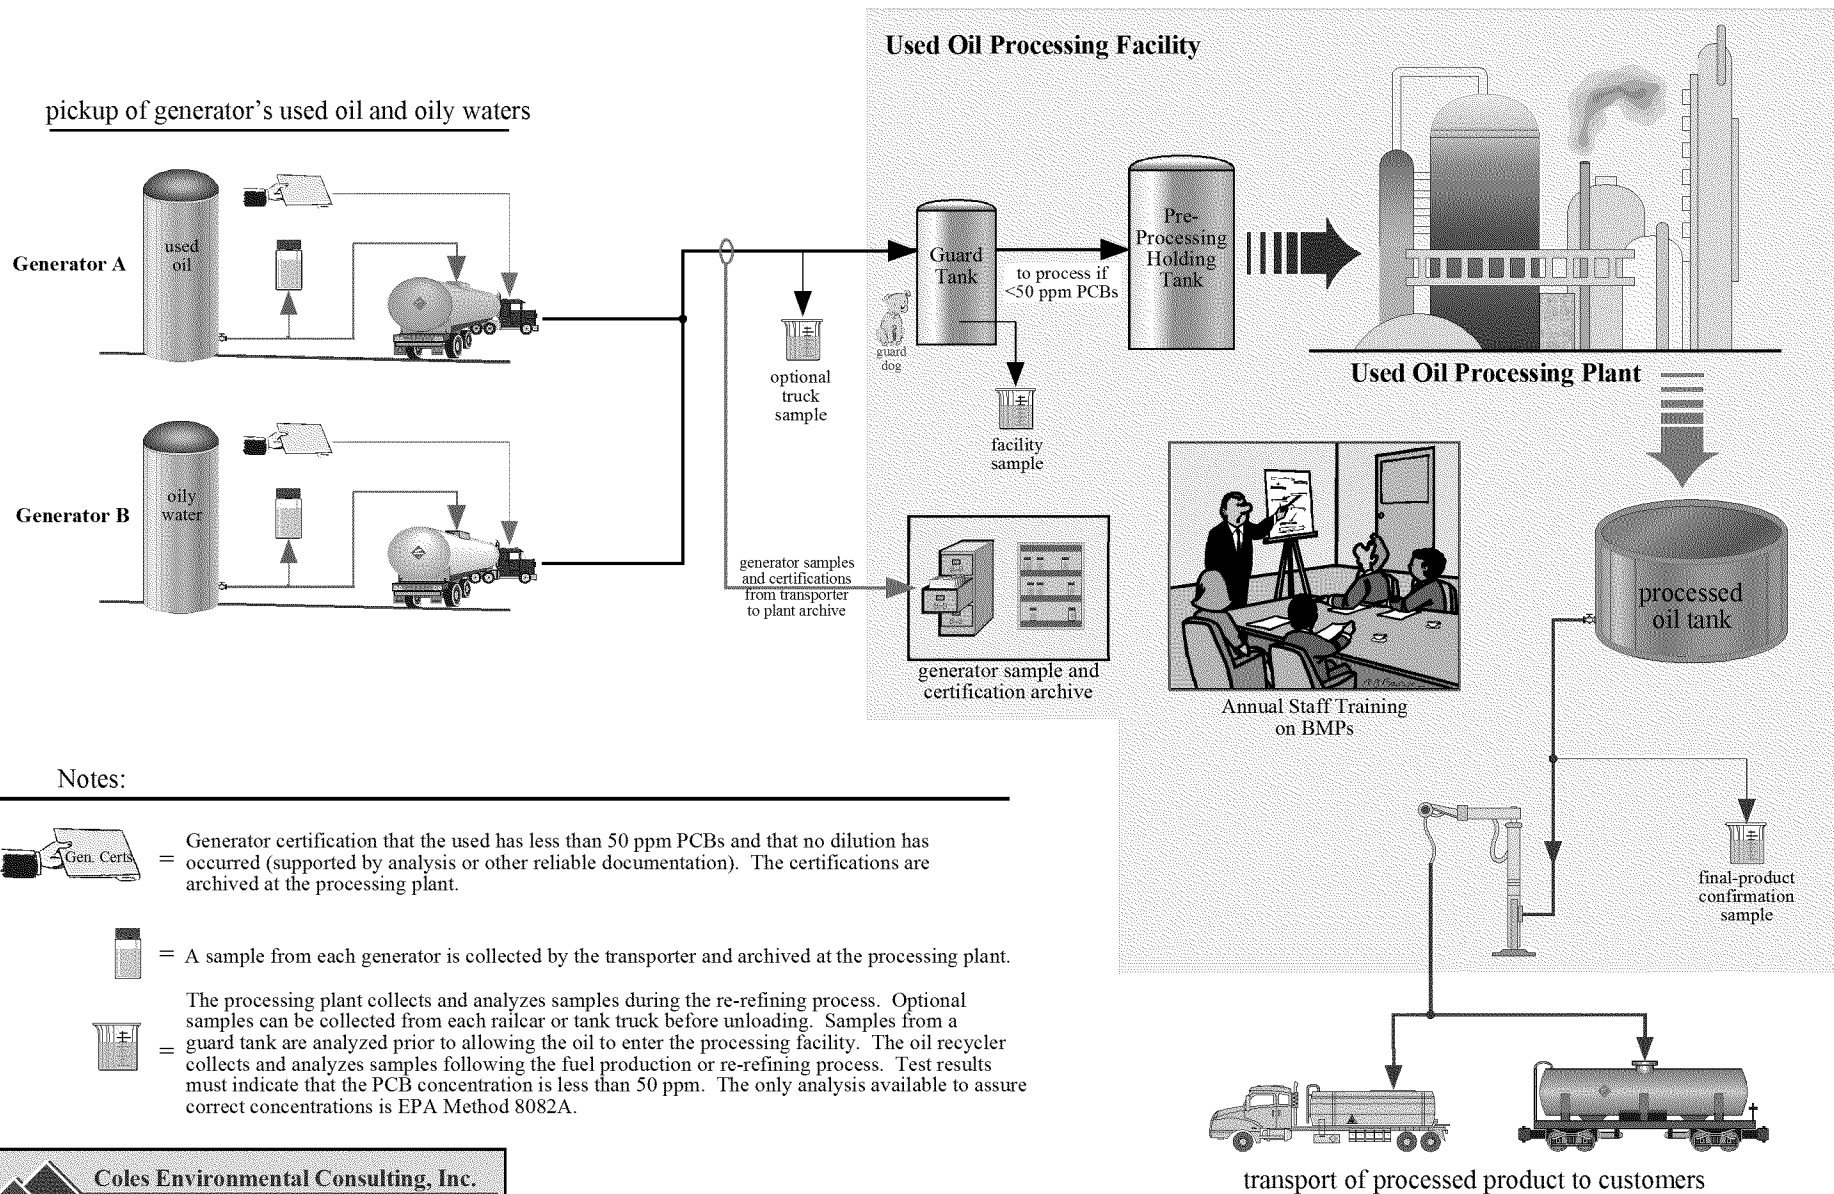 Used Oil Processing Facility
pickup of generator's used oil and oily waters
Generator A
used
oil
Generator B
oily
water
optional
truck
sample
guard
dog
Guard
Tank
to process if
<50 ppm PCBs
facility
sample
Pre-
Processing
Holding
Tank
Used Oil Processing Plant
generator samples
and certifications
from transporter
to plant archive
generator sample and
certification archive
Annual Staff Training
on BMPs
processed
oil tank
final-product
confirmation
sample
transport of processed product to customers
Notes:
Gen. Certs
= Generator certification that the used has less than 50 ppm PCBs and that no dilution has
occurred (supported by analysis or other reliable documentation). The certifications are
archived at the processing plant.
= A sample from each generator is collected by the transporter and archived at the processing plant.
The processing plant collects and analyzes samples during the re-refining process. Optional
samples can be collected from each railcar or tank truck before unloading. Samples from a
= guard tank are analyzed prior to allowing the oil to enter the processing facility. The oil recycler
collects and analyzes samples following the fuel production or re-refining process. Test results
must indicate that the PCB concentration is less than 50 ppm. The only analysis available to assure
correct concentrations is EPA Method 8082A.
Coles Environmental Consulting, Inc.